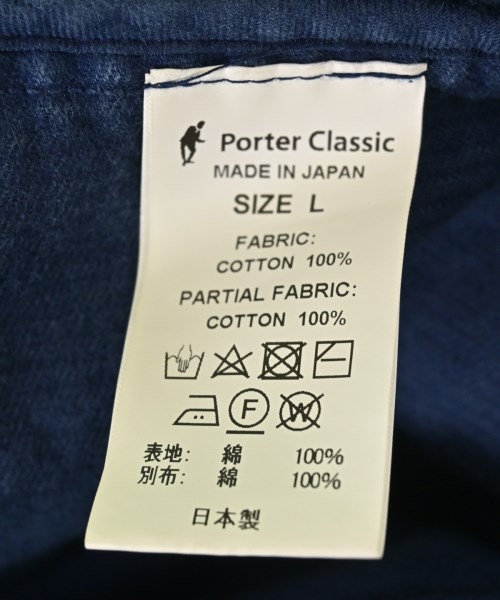 Porter Classic
MADE IN JAPAN
SIZE L
FABRIC:
COTTON 100%
PARTIAL FABRIC:
COTTON 100%
F W
表地: 綿 100%
別布: 綿 100%
日本製